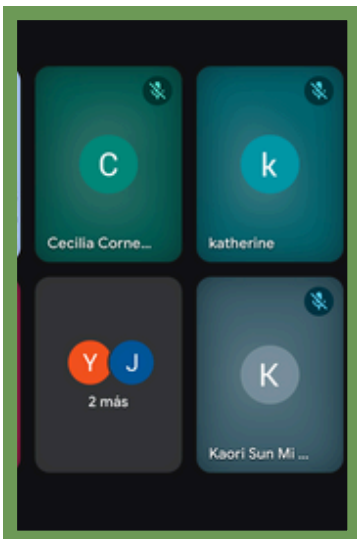 C
k
Cecilia Corne...
katherine
Y J
K
2 más
Kaori Sun Mi ...